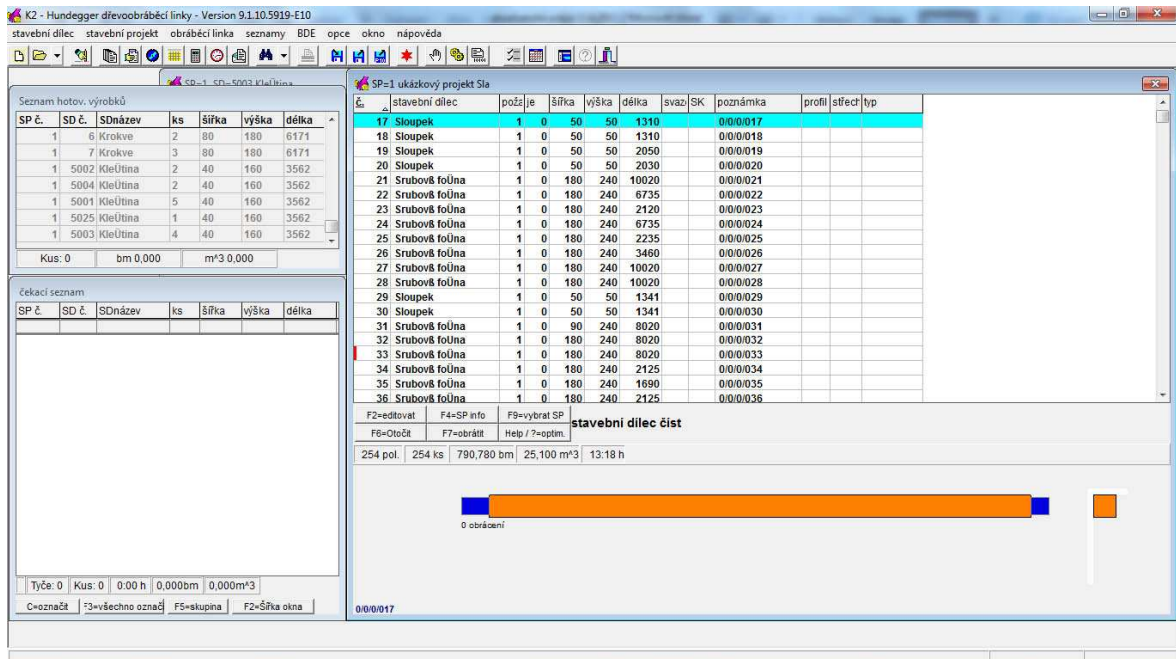 K2 - Hundegger dřevoobráběcí linky - Version 9.1.10.5919-E10
stavební dílec stavební projekt obráběcí linka seznamy BDE opce okno nápověda
SP=1 SD=5003 KleÜtina
Seznam hotov. výrobků
SP č. SD č. SDnázev ks šířka výška délka
1 6 Krokve 2 80 180 6171
1 7 Krokve 3 80 180 6171
1 5002 KleÜtina 2 40 160 3562
1 5004 KleÜtina 2 40 160 3562
1 5001 KleÜtina 5 40 160 3562
1 5025 KleÜtina 1 40 160 3562
1 5003 KleÜtina 4 40 160 3562
Kus: 0 bm 0,000 m^3 0,000
čekací seznam
SP č. SD č. SDnázev ks šířka výška délka
Tyče: 0 Kus: 0 0:00 h 0,000bm 0,000m^3
C=označit F3=všechno označ F5=skupina F2=Šířka okna
SP=1 ukázkový projekt Sla
č. stavební dílec poža je šířka výška délka svaz SK poznámka profil střech typ
17 Sloupek 1 0 50 50 1310 0/0/0/017
18 Sloupek 1 0 50 50 1310 0/0/0/018
19 Sloupek 1 0 50 50 2050 0/0/0/019
20 Sloupek 1 0 50 50 2030 0/0/0/020
21 Srubovß foÜna 1 0 180 240 10020 0/0/0/021
22 Srubovß foÜna 1 0 180 240 6735 0/0/0/022
23 Srubovß foÜna 1 0 180 240 2120 0/0/0/023
24 Srubovß foÜna 1 0 180 240 6735 0/0/0/024
25 Srubovß foÜna 1 0 180 240 2235 0/0/0/025
26 Srubovß foÜna 1 0 180 240 3460 0/0/0/026
27 Srubovß foÜna 1 0 180 240 10020 0/0/0/027
28 Srubovß foÜna 1 0 180 240 10020 0/0/0/028
29 Sloupek 1 0 50 50 1341 0/0/0/029
30 Sloupek 1 0 50 50 1341 0/0/0/030
31 Srubovß foÜna 1 0 90 240 8020 0/0/0/031
32 Srubovß foÜna 1 0 180 240 8020 0/0/0/032
33 Srubovß foÜna 1 0 180 240 8020 0/0/0/033
34 Srubovß foÜna 1 0 180 240 2125 0/0/0/034
35 Srubovß foÜna 1 0 180 240 1690 0/0/0/035
36 Srubovß foÜna 1 0 180 240 2125 0/0/0/036
F2=editovat F4=SP info F9=vybrat SP
stavební dílec číst
F6=Otočit F7=obrátit Help / ?=optim.
254 pol. 254 ks 790,780 bm 25,100 m^3 13:18 h
0 obrácení
0/0/0/017